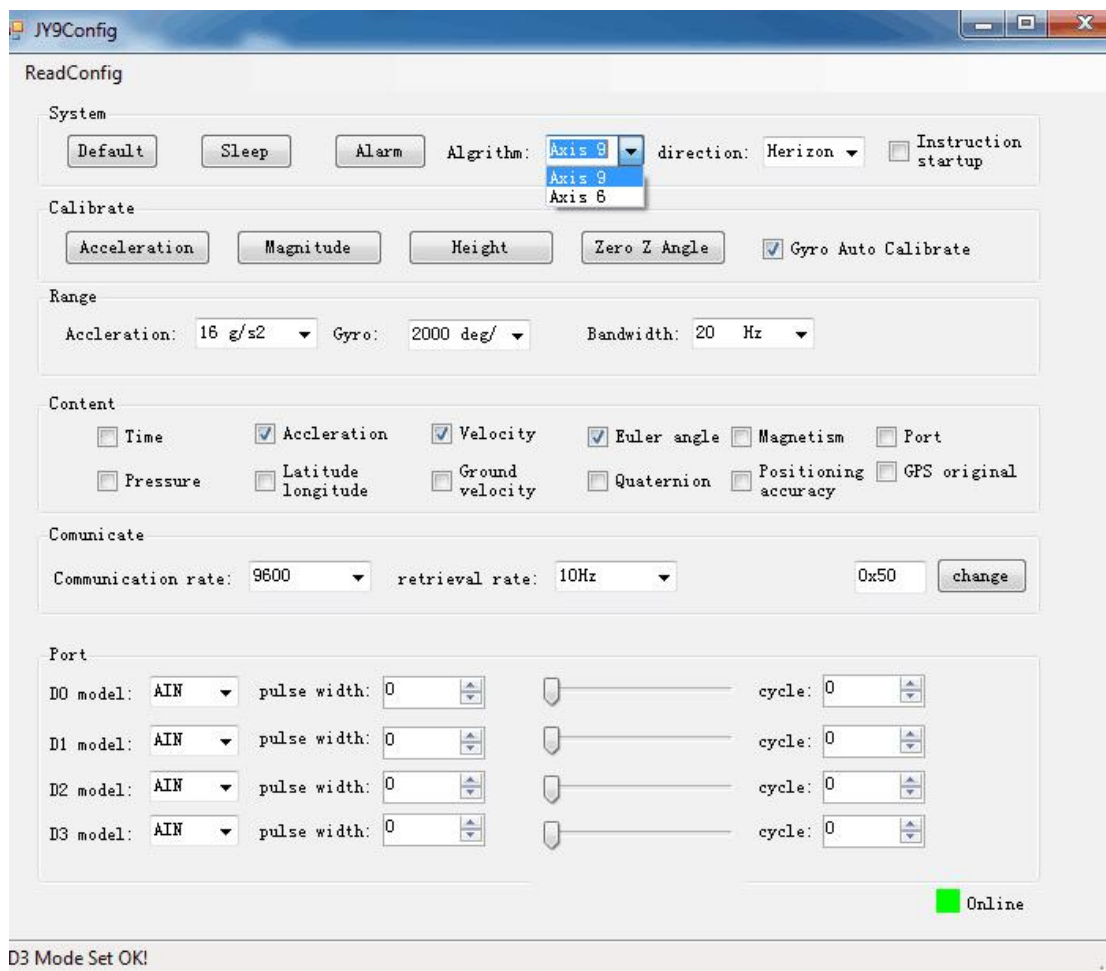 JY9Config
ReadConfig
System
Default Sleep Alarm Algrithm: Axis 9 direction: Herizon Instruction startup
Axis 9
Axis 6
Calibrate
Acceleration Magnitude Height Zero Z Angle Gyro Auto Calibrate
Range
Accleration: 16 g/s2 Gyro: 2000 deg/ Bandwidth: 20 Hz
Content
Time Accleration Velocity Euler angle Magnetism Port
Pressure Latitude longitude Ground velocity Quaternion Positioning accuracy GPS original
Comunicate
Communication rate: 9600 retrieval rate: 10Hz 0x50 change
Port
D0 model: AIN pulse width: 0 cycle: 0
D1 model: AIN pulse width: 0 cycle: 0
D2 model: AIN pulse width: 0 cycle: 0
D3 model: AIN pulse width: 0 cycle: 0
Online
D3 Mode Set OK!